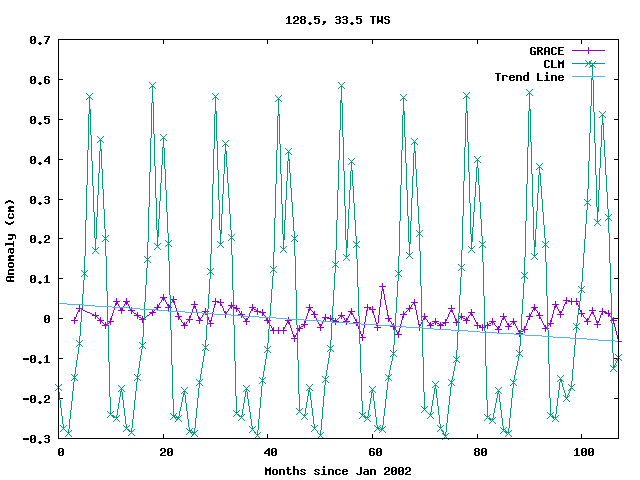 128.5, 33.5 TWS
GRACE
CLM
Trend Line
0.7
0.6
0.5
0.4
0.3
0.2
0.1
0
-0.1
-0.2
-0.3
Anomaly (cm)
0 20 40 60 80 100
Months since Jan 2002